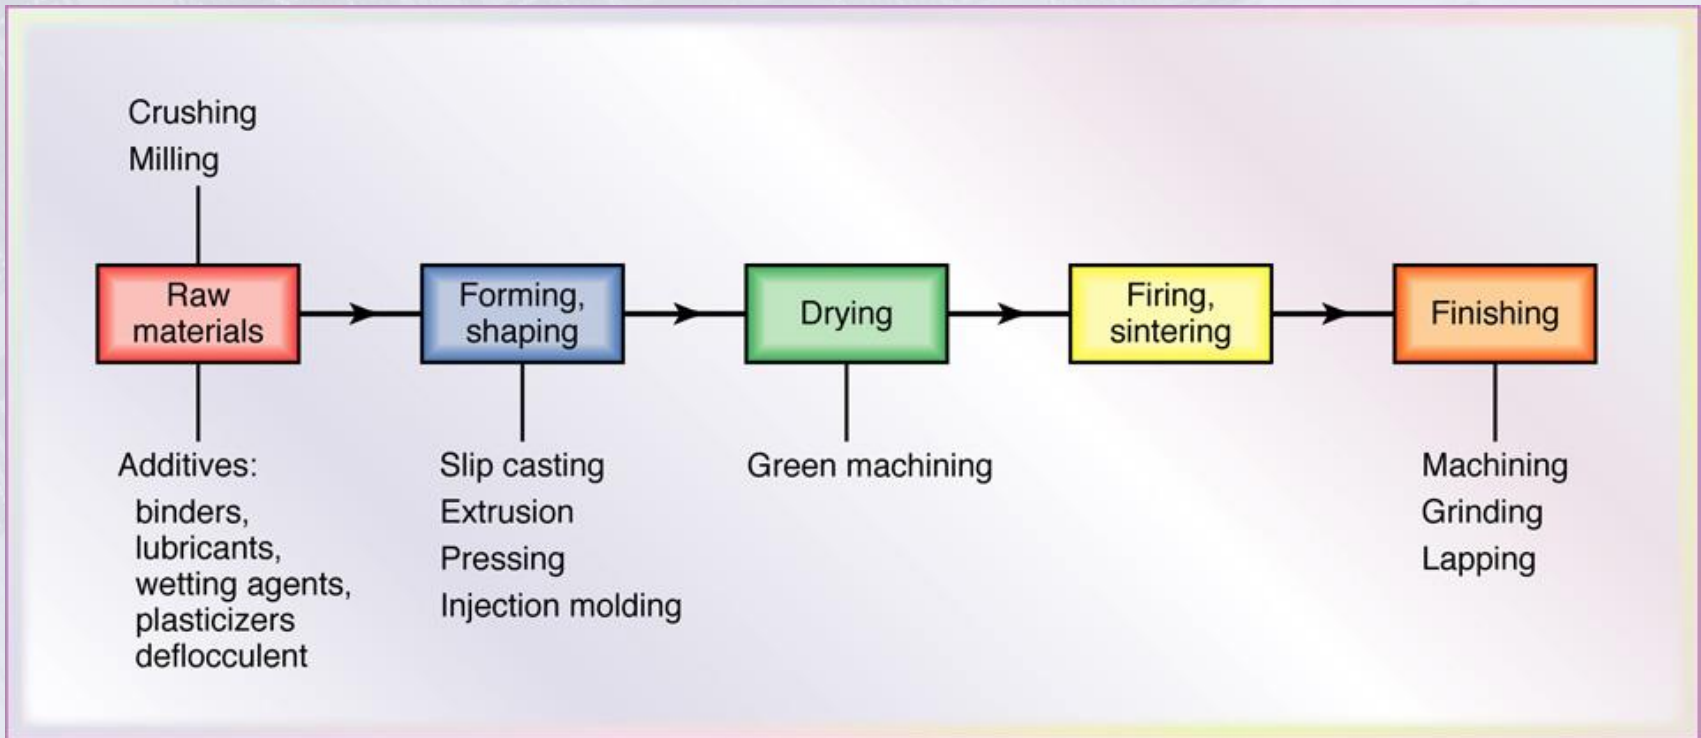 Crushing
Milling
Raw
materials
Forming,
shaping
Drying
Firing,
sintering
Finishing
Additives:
binders,
lubricants,
wetting agents,
plasticizers
deflocculent
Slip casting
Extrusion
Pressing
Injection molding
Green machining
Machining
Grinding
Lapping